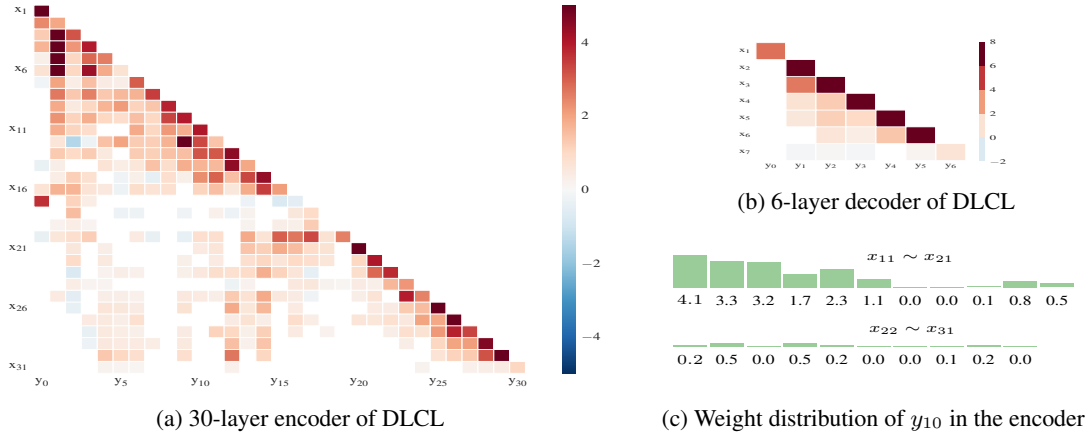 x₁
x₆
x₁₁
x₁₆
x₂₁
x₂₆
x₃₁
y₀ y₅ y₁₀ y₁₅ y₂₀ y₂₅ y₃₀
4
2
0
−2
−4
(a) 30-layer encoder of DLCL
x₁
x₂
x₃
x₄
x₅
x₆
x₇
y₀ y₁ y₂ y₃ y₄ y₅ y₆
8
6
4
2
0
−2
(b) 6-layer decoder of DLCL
x₁₁ ∼ x₂₁
4.1 3.3 3.2 1.7 2.3 1.1 0.0 0.0 0.1 0.8 0.5
x₂₂ ∼ x₃₁
0.2 0.5 0.0 0.5 0.2 0.0 0.0 0.1 0.2 0.0
(c) Weight distribution of y₁₀ in the encoder